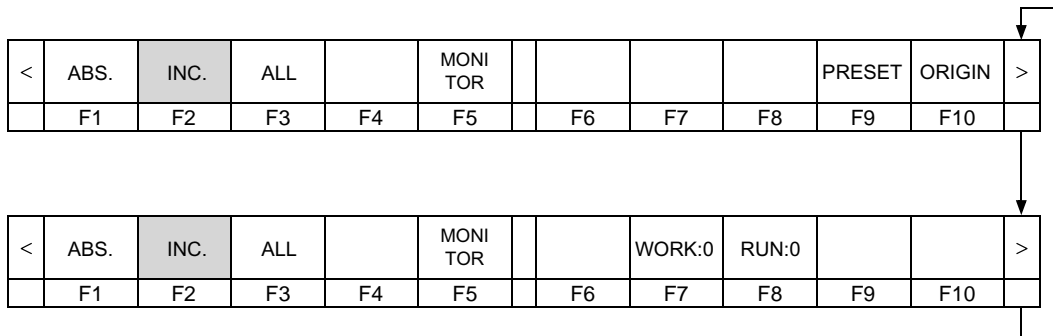 < ABS. INC. ALL MONI TOR PRESET ORIGIN >
F1 F2 F3 F4 F5 F6 F7 F8 F9 F10
< ABS. INC. ALL MONI TOR WORK:0 RUN:0 >
F1 F2 F3 F4 F5 F6 F7 F8 F9 F10